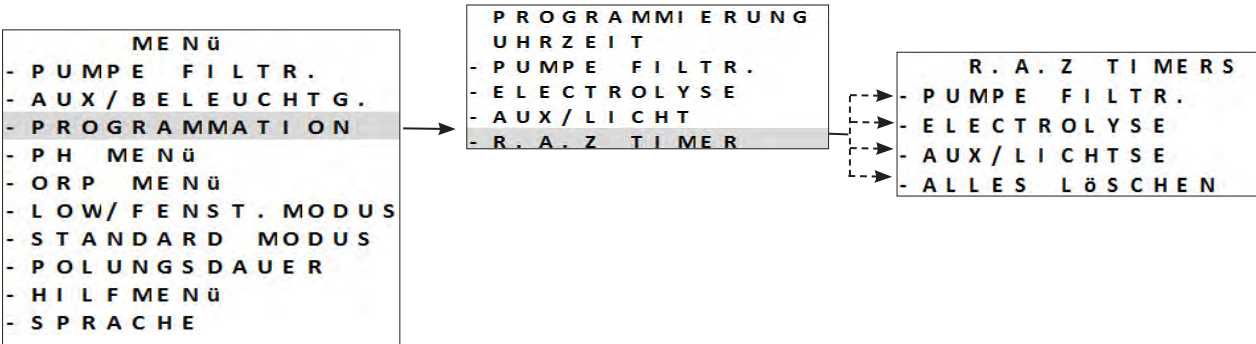 MENü
- PUMPE FILTR.
- AUX/BELEUCHTG.
- PROGRAMMATION
- PH MENü
- ORP MENü
- LOW/FENST. MODUS
- STANDARD MODUS
- POLUNGSDAUER
- HILFMENü
- SPRACHE
PROGRAMMIERUNG
UHRZEIT
- PUMPE FILTR.
- ELECTROLYSE
- AUX/LICHT
- R.A.Z TIMER
R.A.Z TIMERS
- PUMPE FILTR.
- ELECTROLYSE
- AUX/LICHTSE
- ALLES LöSCHEN